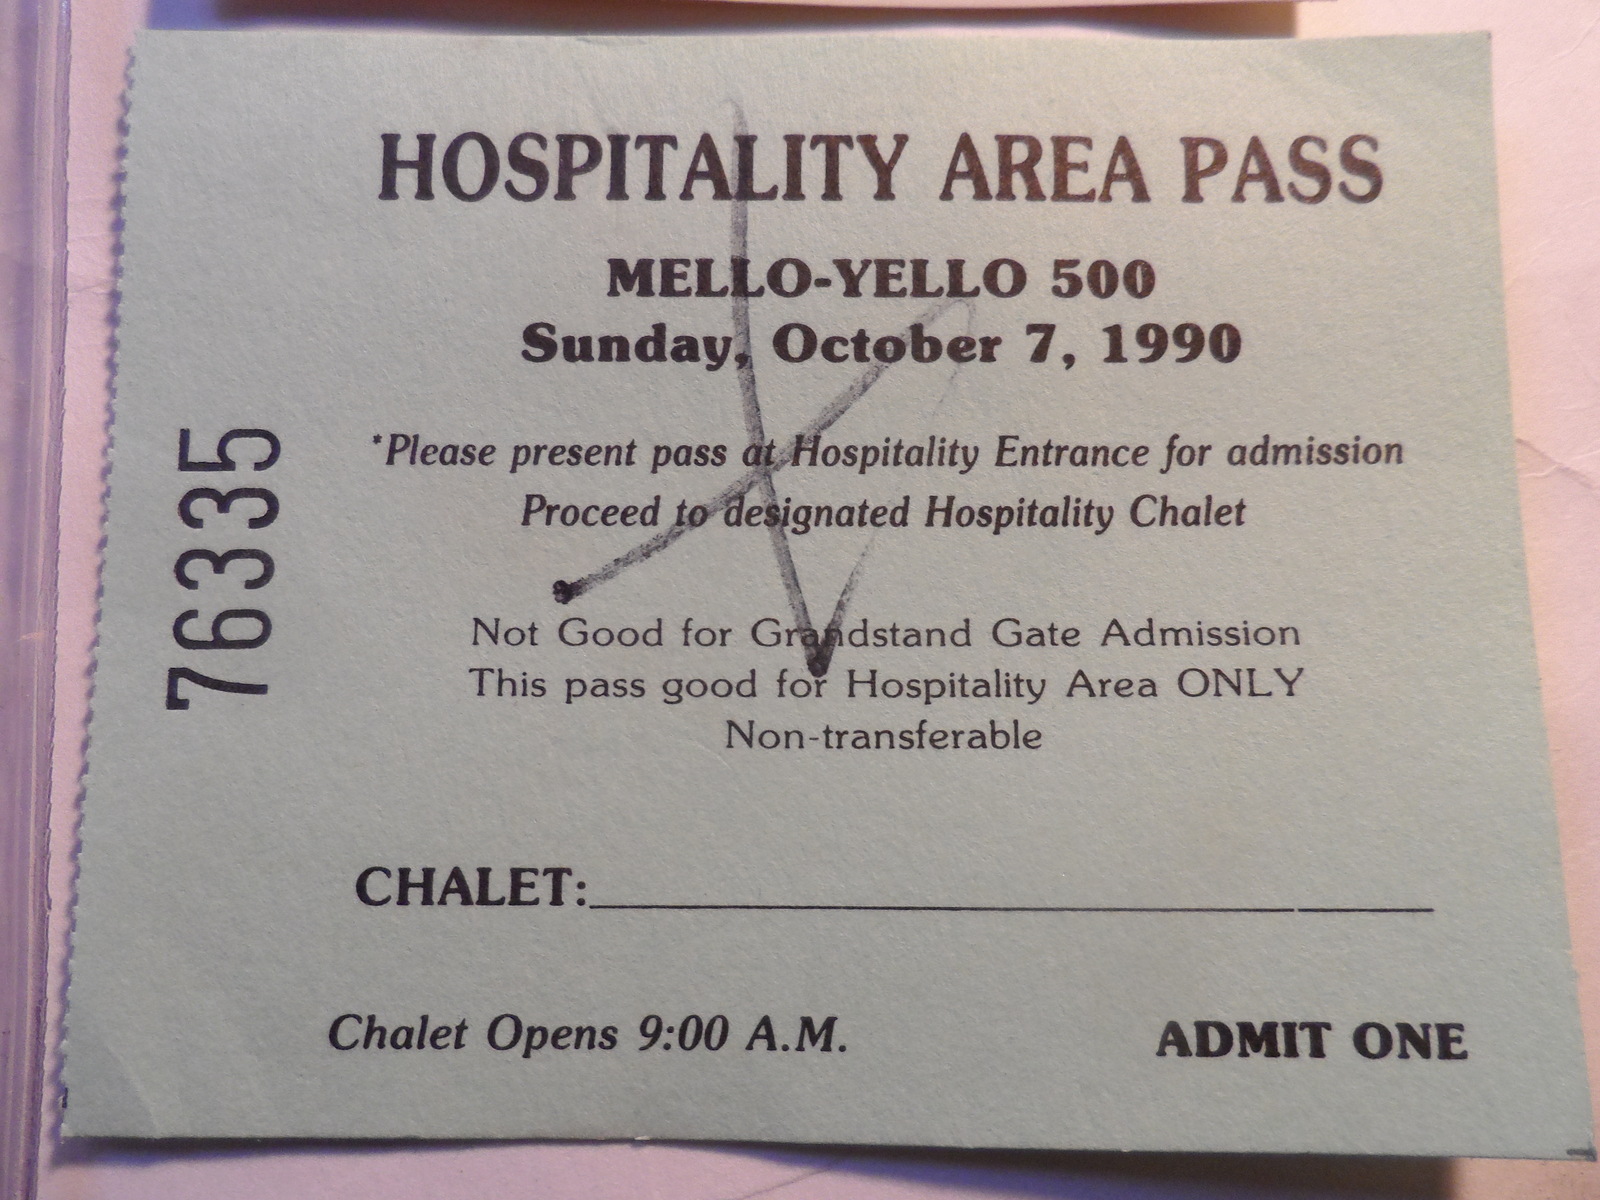 HOSPITALITY AREA PASS
MELLO-YELLO 500
Sunday, October 7, 1990
*Please present pass at Hospitality Entrance for admission
Proceed to designated Hospitality Chalet
Not Good for Grandstand Gate Admission
This pass good for Hospitality Area ONLY
Non-transferable
CHALET:
Chalet Opens 9:00 A.M.
ADMIT ONE
76335